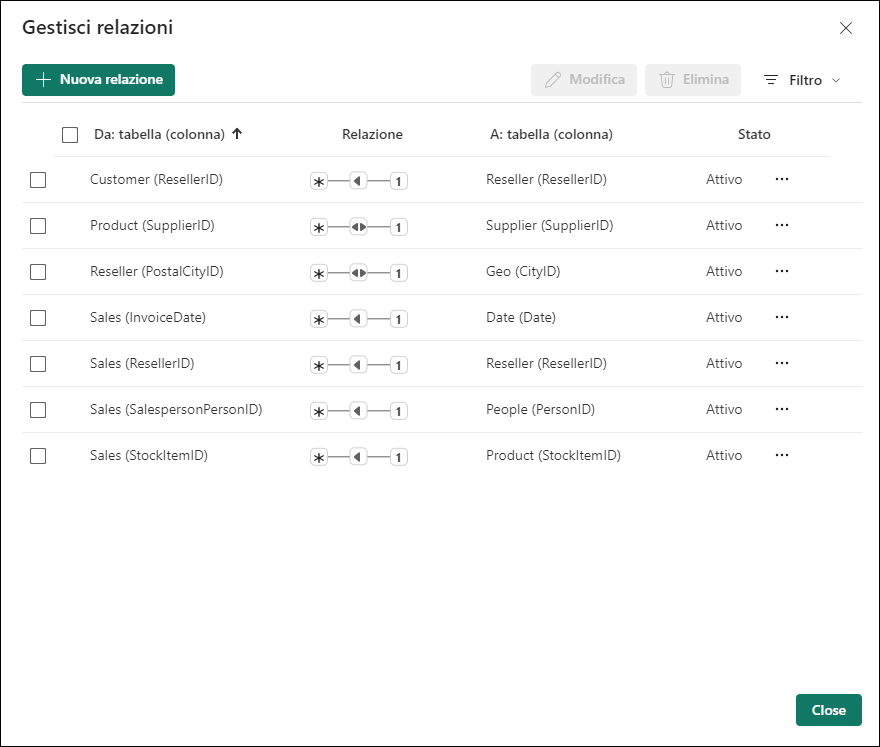 Gestisci relazioni
Nuova relazione Modifica Elimina Filtro
Da: tabella (colonna) Relazione A: tabella (colonna) Stato
Customer (ResellerID) * 1 Reseller (ResellerID) Attivo ...
Product (SupplierID) * 1 Supplier (SupplierID) Attivo ...
Reseller (PostalCityID) * 1 Geo (CityID) Attivo ...
Sales (InvoiceDate) * 1 Date (Date) Attivo ...
Sales (ResellerID) * 1 Reseller (ResellerID) Attivo ...
Sales (SalespersonPersonID) * 1 People (PersonID) Attivo ...
Sales (StockItemID) * 1 Product (StockItemID) Attivo ...
Close